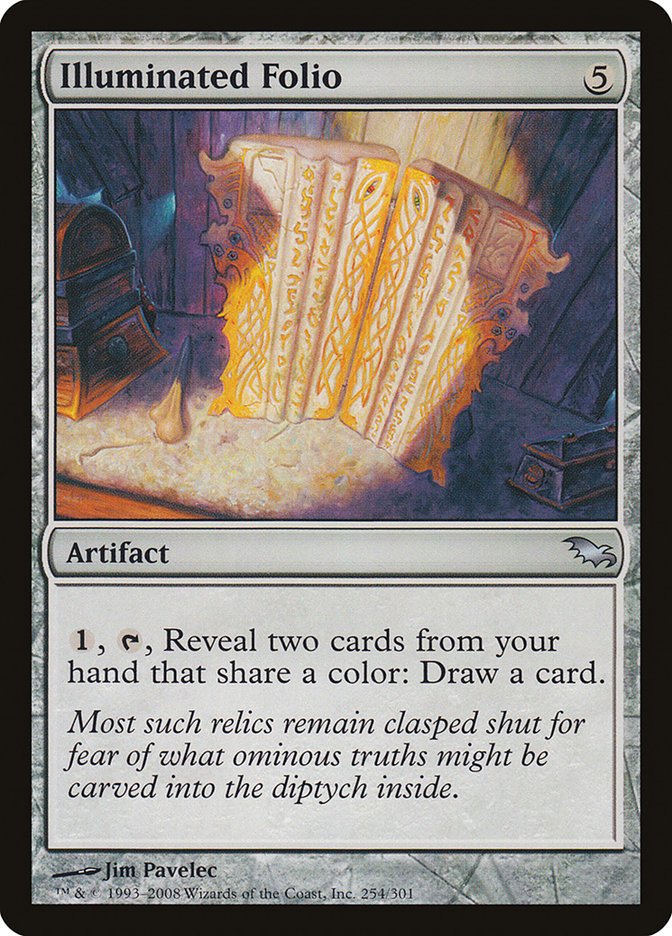 Illuminated Folio 5
Artifact
1, , Reveal two cards from your
hand that share a color: Draw a card.
Most such relics remain clasped shut for
fear of what ominous truths might be
carved into the diptych inside.
Jim Pavelec
™ & © 1993–2008 Wizards of the Coast, Inc. 254/301